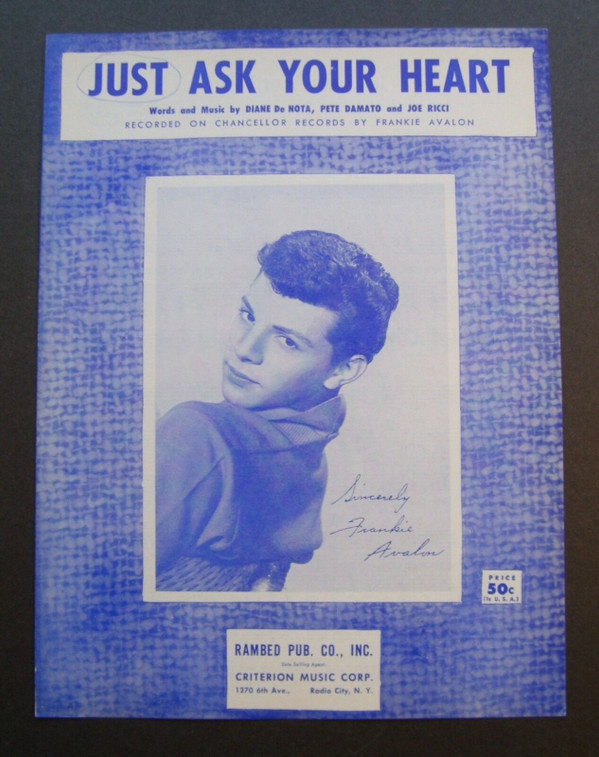 JUST ASK YOUR HEART
Words and Music by DIANE De NOTA, PETE DAMATO and JOE RICCI
RECORDED ON CHANCELLOR RECORDS BY FRANKIE AVALON
Sincerely
Frankie
Avalon
PRICE
50c
(In U. S. A.)
RAMBED PUB. CO., INC.
Sole Selling Agent:
CRITERION MUSIC CORP.
1270 6th Ave., Radio City, N. Y.